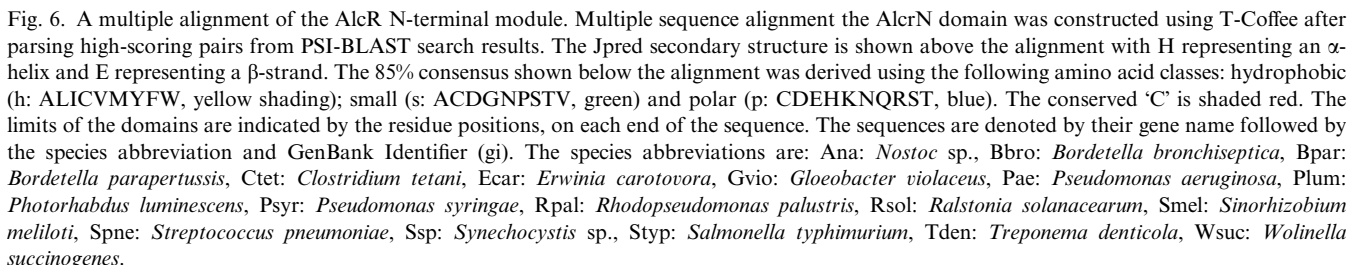 Fig. 6. A multiple alignment of the AlcR N-terminal module. Multiple sequence alignment the AlcrN domain was constructed using T-Coffee after
parsing high-scoring pairs from PSI-BLAST search results. The Jpred secondary structure is shown above the alignment with H representing an α-
helix and E representing a β-strand. The 85% consensus shown below the alignment was derived using the following amino acid classes: hydrophobic
(h: ALICVMYFW, yellow shading); small (s: ACDGNPSTV, green) and polar (p: CDEHKNQRST, blue). The conserved ‘C’ is shaded red. The
limits of the domains are indicated by the residue positions, on each end of the sequence. The sequences are denoted by their gene name followed by
the species abbreviation and GenBank Identifier (gi). The species abbreviations are: Ana: Nostoc sp., Bbro: Bordetella bronchiseptica, Bpar:
Bordetella parapertussis, Ctet: Clostridium tetani, Ecar: Erwinia carotovora, Gvio: Gloeobacter violaceus, Pae: Pseudomonas aeruginosa, Plum:
Photorhabdus luminescens, Psyr: Pseudomonas syringae, Rpal: Rhodopseudomonas palustris, Rsol: Ralstonia solanacearum, Smel: Sinorhizobium
meliloti, Spne: Streptococcus pneumoniae, Ssp: Synechocystis sp., Styp: Salmonella typhimurium, Tden: Treponema denticola, Wsuc: Wolinella
succinogenes.